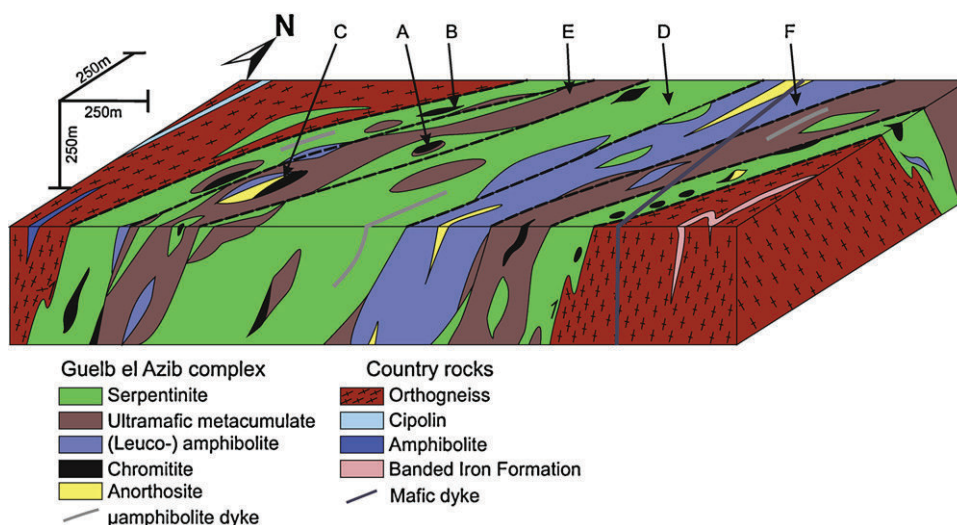 N
C
A
B
E
D
F
250m
250m
250m
Guelb el Azib complex
Serpentinite
Ultramafic metacumulate
(Leuco-) amphibolite
Chromitite
Anorthosite
µamphibolite dyke
Country rocks
Orthogneiss
Cipolin
Amphibolite
Banded Iron Formation
Mafic dyke